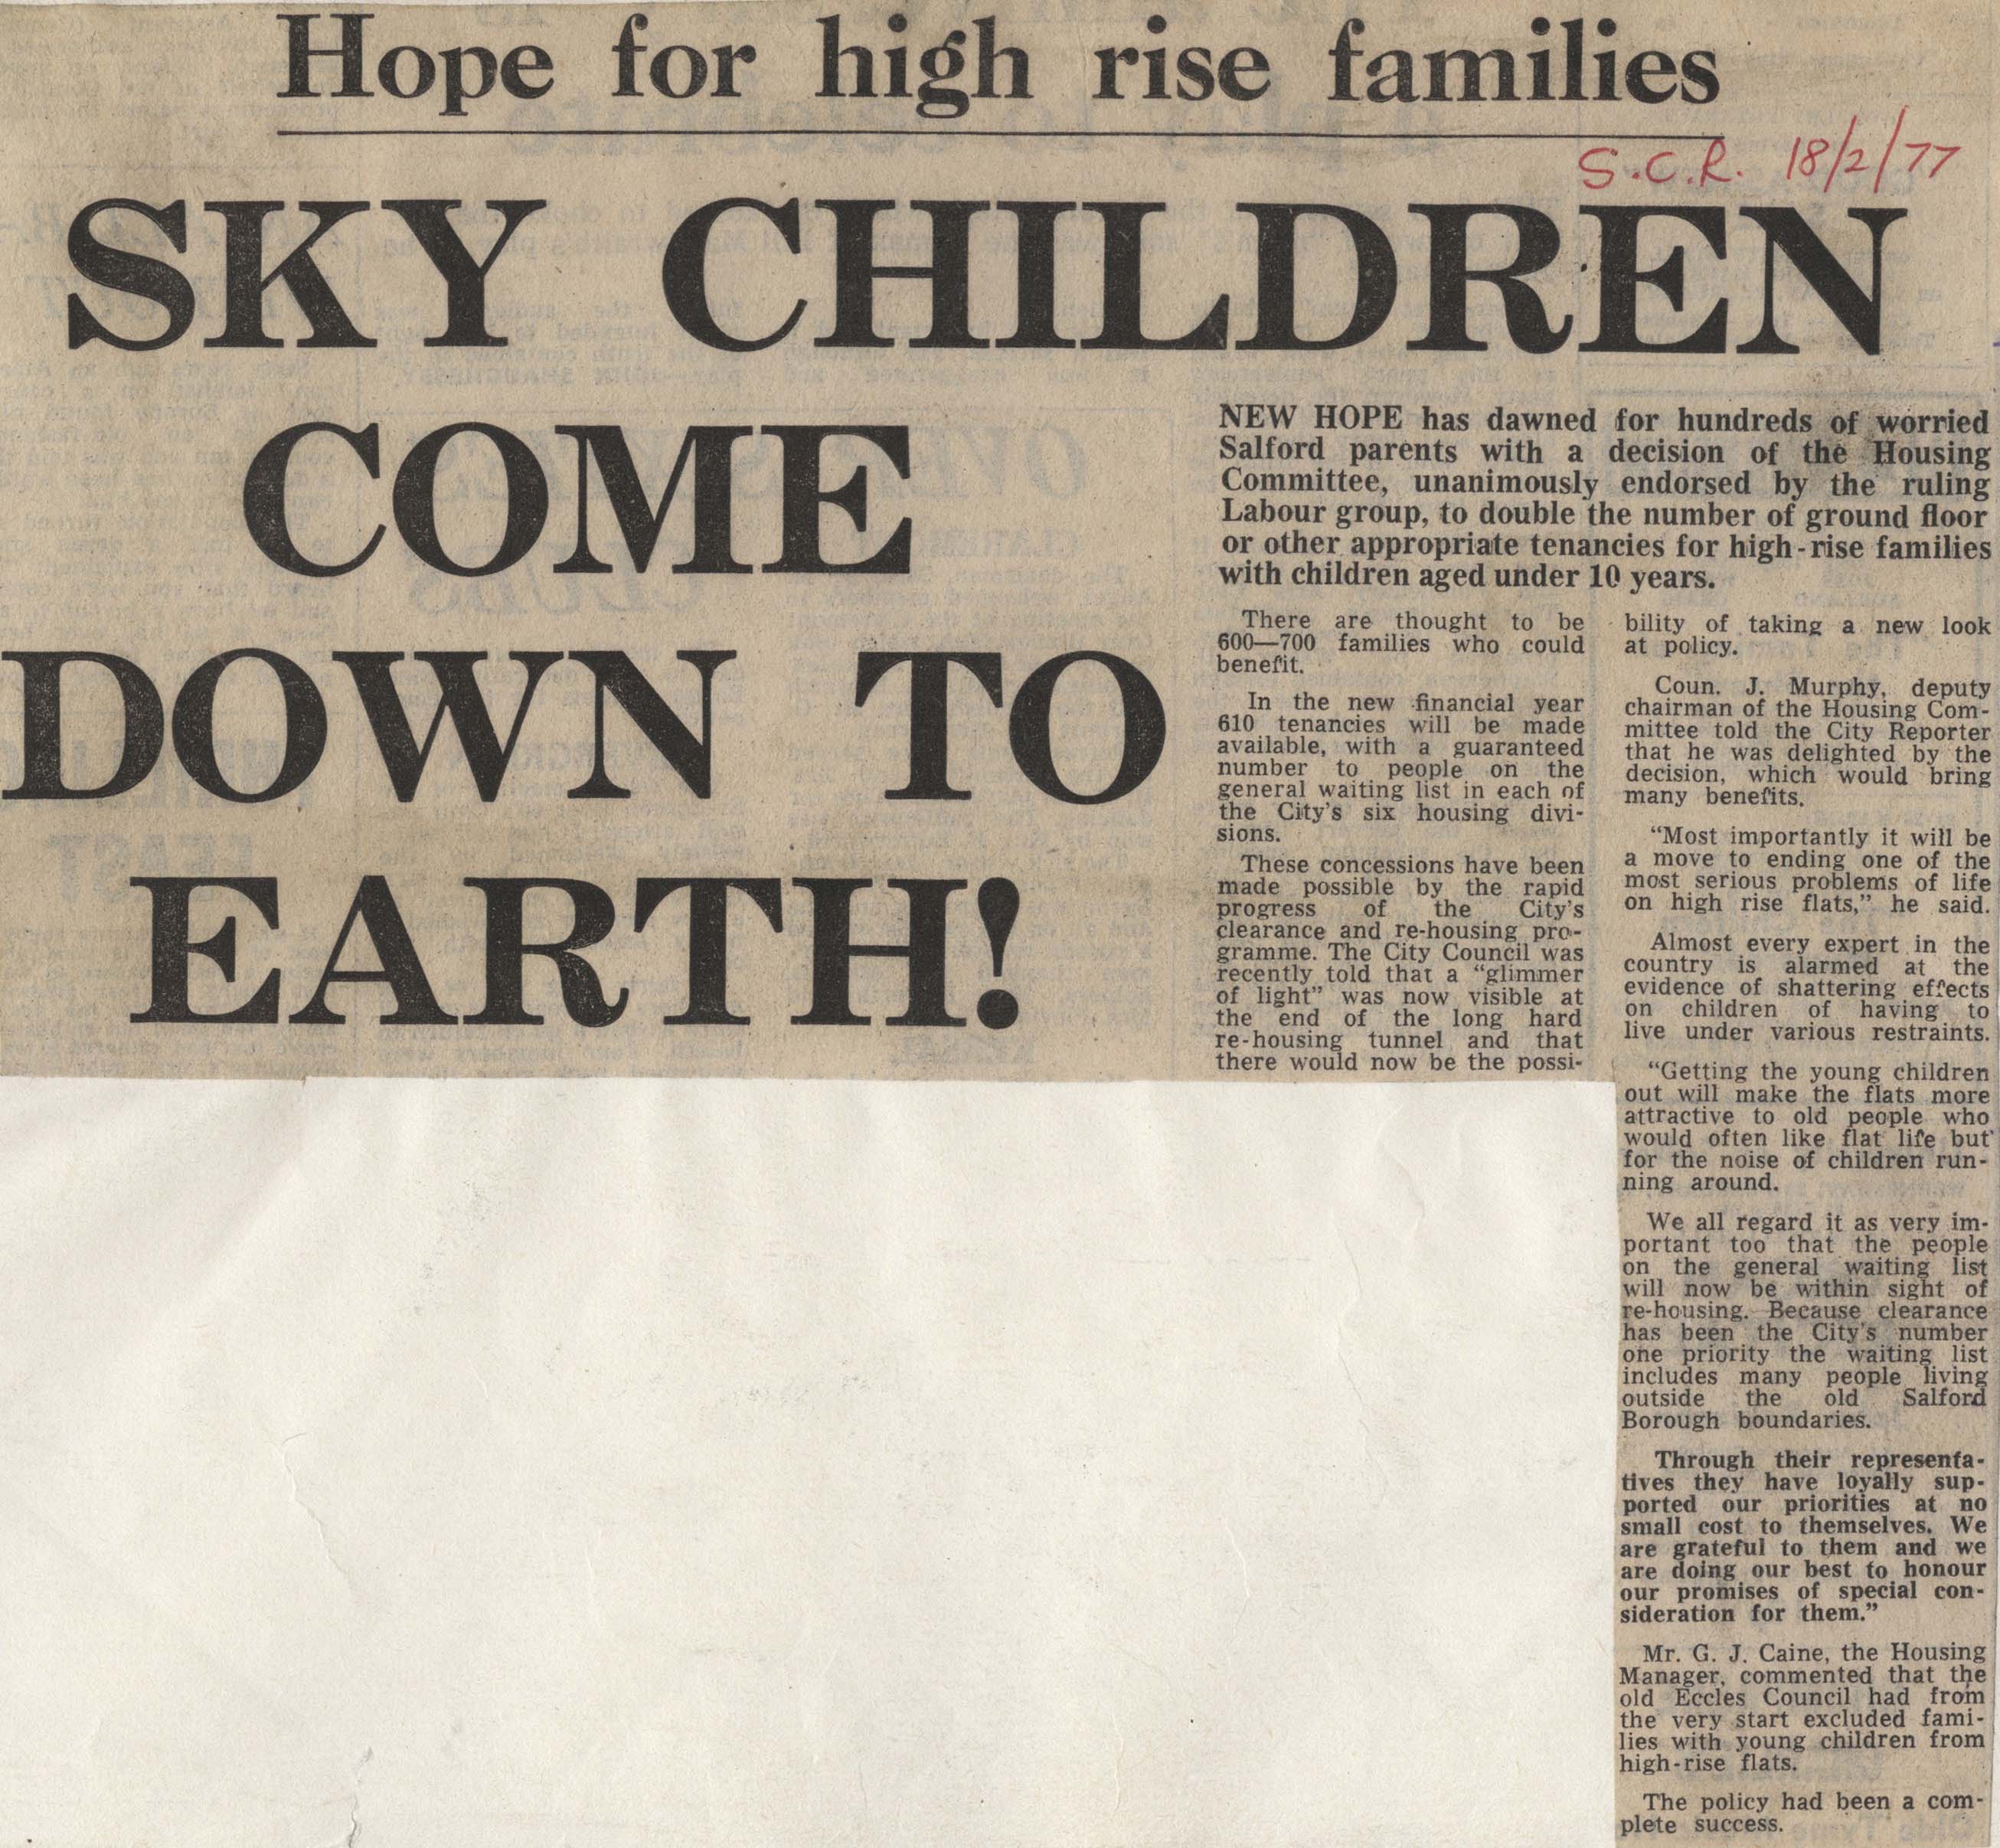 Hope for high rise families
S.C.R. 18/2/77
SKY CHILDREN
COME
DOWN TO
EARTH!
NEW HOPE has dawned for hundreds of worried
Salford parents with a decision of the Housing
Committee, unanimously endorsed by the ruling
Labour group, to double the number of ground floor
or other appropriate tenancies for high-rise families
with children aged under 10 years.
There are thought to be
600—700 families who could
benefit.
In the new financial year
610 tenancies will be made
available, with a guaranteed
number to people on the
general waiting list in each of
the City's six housing divi-
sions.
These concessions have been
made possible by the rapid
progress of the City's
clearance and re-housing pro-
gramme. The City Council was
recently told that a "glimmer
of light" was now visible at
the end of the long hard
re-housing tunnel and that
there would now be the possi-
bility of taking a new look
at policy.
Coun. J. Murphy, deputy
chairman of the Housing Com-
mittee told the City Reporter
that he was delighted by the
decision, which would bring
many benefits.
"Most importantly it will be
a move to ending one of the
most serious problems of life
on high rise flats," he said.
Almost every expert in the
country is alarmed at the
evidence of shattering effects
on children of having to
live under various restraints.
"Getting the young children
out will make the flats more
attractive to old people who
would often like flat life but
for the noise of children run-
ning around.
We all regard it as very im-
portant too that the people
on the general waiting list
will now be within sight of
re-housing. Because clearance
has been the City's number
one priority the waiting list
includes many people living
outside the old Salford
Borough boundaries.
Through their representa-
tives they have loyally sup-
ported our priorities at no
small cost to themselves. We
are grateful to them and we
are doing our best to honour
our promises of special con-
sideration for them."
Mr. G. J. Caine, the Housing
Manager, commented that the
old Eccles Council had from
the very start excluded fami-
lies with young children from
high-rise flats.
The policy had been a com-
plete success.